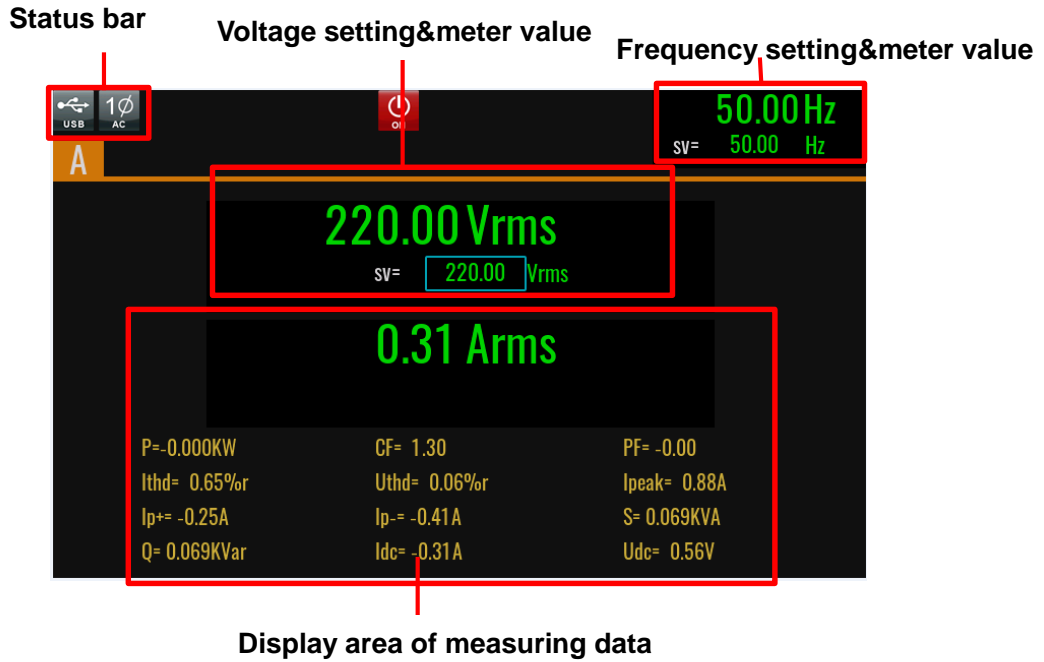 Status bar
Voltage setting&meter value
Frequency setting&meter value
USB
1Ø
AC
ON
50.00Hz
sv= 50.00 Hz
A
220.00 Vrms
sv= 220.00 Vrms
0.31 Arms
P=-0.000KW CF= 1.30 PF= -0.00
Ithd= 0.65%r Uthd= 0.06%r Ipeak= 0.88A
Ip+= -0.25A Ip-= -0.41A S= 0.069KVA
Q= 0.069KVar Idc= -0.31A Udc= 0.56V
Display area of measuring data